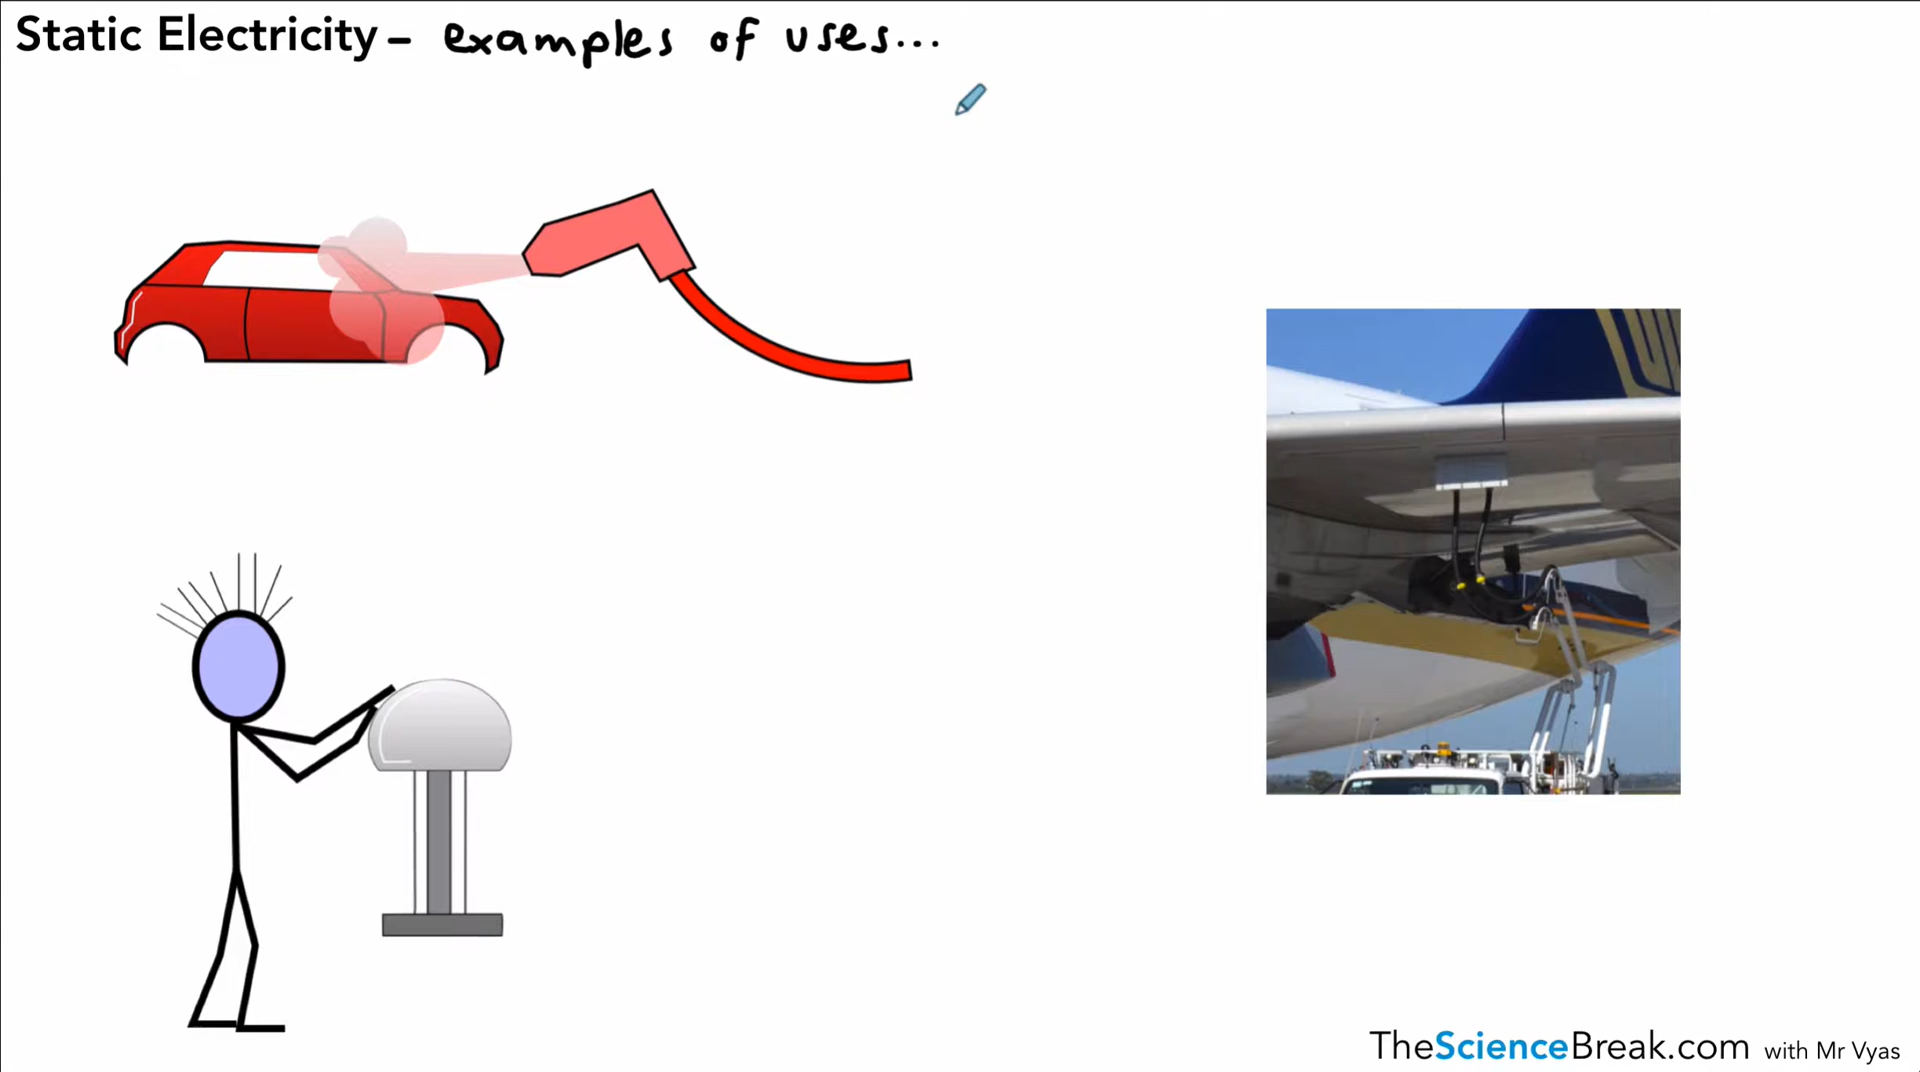 Static Electricity – examples of uses...
TheScienceBreak.com with Mr Vyas